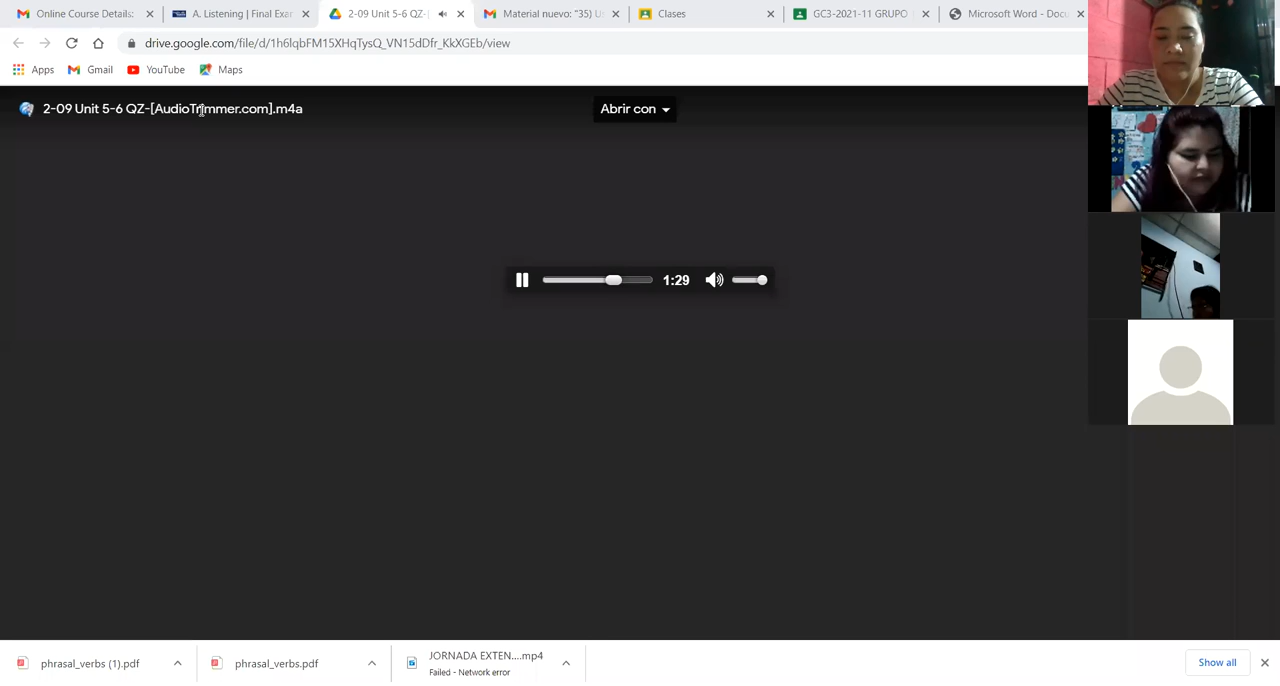 Online Course Details:
A. Listening | Final Exar
2-09 Unit 5-6 QZ-[
Material nuevo: "35) U
Clases
GC3-2021-11 GRUPO
Microsoft Word - Docu
drive.google.com/file/d/1h6lqbFM15XHqTysQ_VN15dDfr_KkXGEb/view
Apps
Gmail
YouTube
Maps
2-09 Unit 5-6 QZ-[AudioTrimmer.com].m4a
Abrir con
1:29
phrasal_verbs (1).pdf
phrasal_verbs.pdf
JORNADA EXTEN....mp4
Failed - Network error
Show all